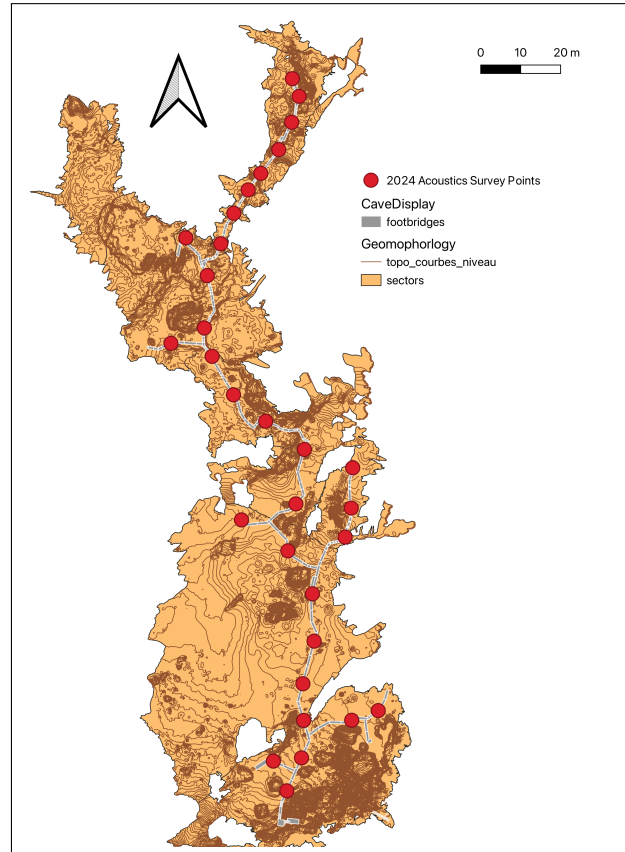 0 10 20 m
2024 Acoustics Survey Points
CaveDisplay
footbridges
Geomophorlogy
topo_courbes_niveau
sectors